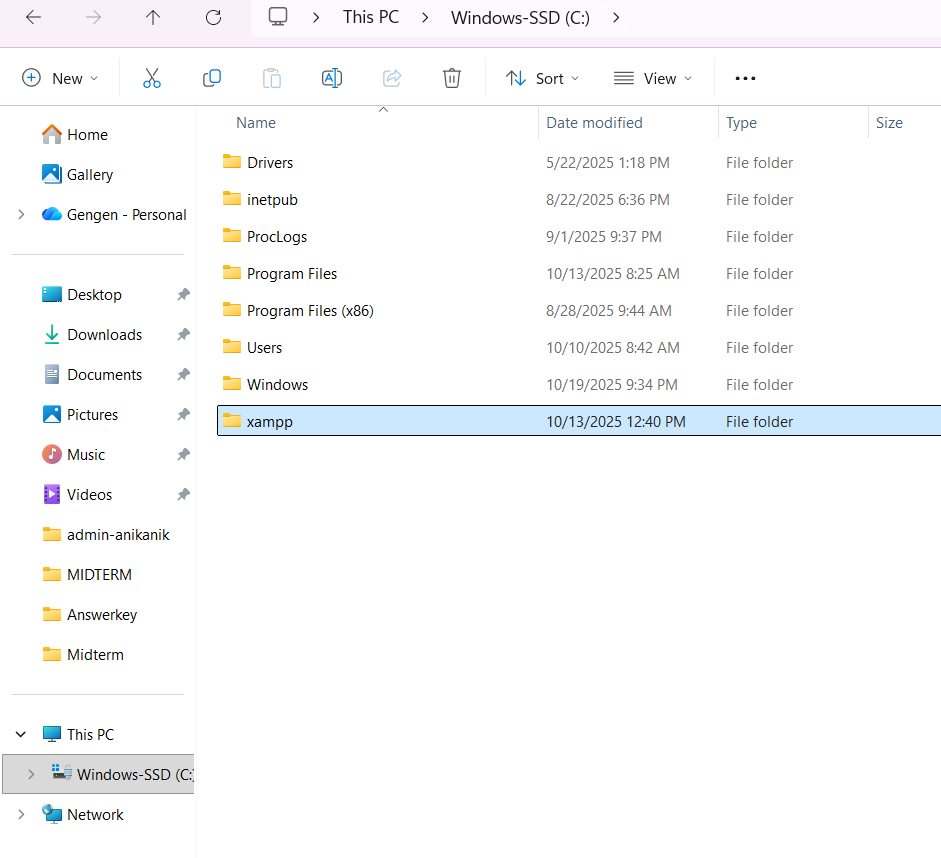 This PC > Windows-SSD (C:) >
New Sort View
Name Date modified Type Size
Home
Gallery
Gengen - Personal
Desktop
Downloads
Documents
Pictures
Music
Videos
admin-anikanik
MIDTERM
Answerkey
Midterm
This PC
Windows-SSD (C:)
Network
Drivers 5/22/2025 1:18 PM File folder
inetpub 8/22/2025 6:36 PM File folder
ProcLogs 9/1/2025 9:37 PM File folder
Program Files 10/13/2025 8:25 AM File folder
Program Files (x86) 8/28/2025 9:44 AM File folder
Users 10/10/2025 8:42 AM File folder
Windows 10/19/2025 9:34 PM File folder
xampp 10/13/2025 12:40 PM File folder